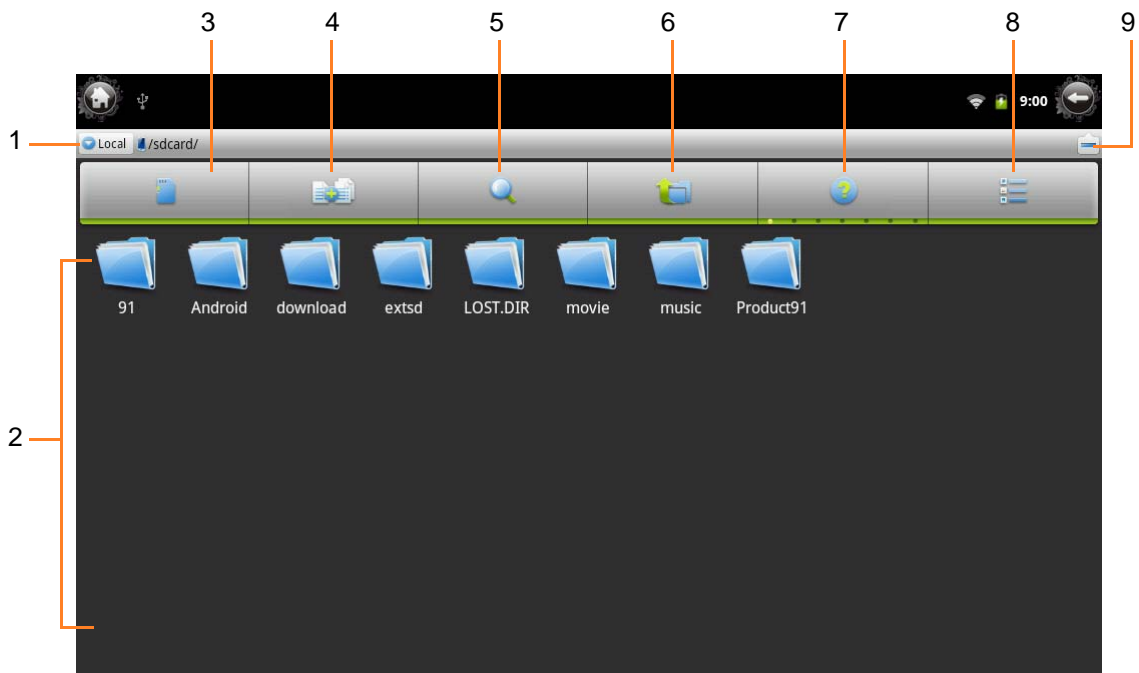 3 4 5 6 7 8 9
9:00
1
Local /sdcard/
91 Android download extsd LOST.DIR movie music Product91
2